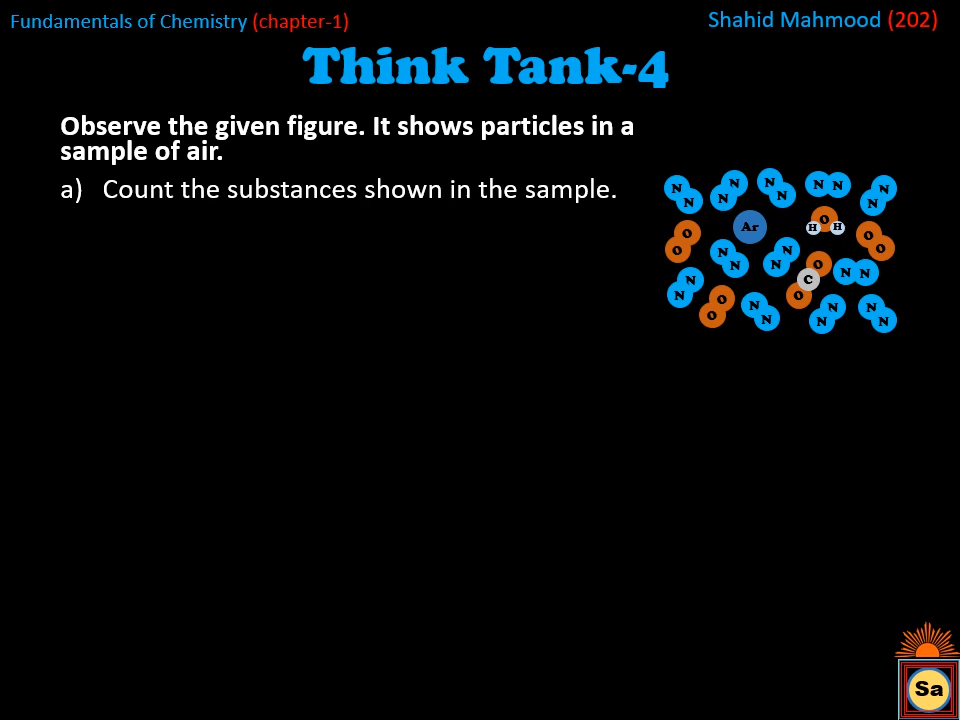 Fundamentals of Chemistry (chapter-1)
Shahid Mahmood (202)
Think Tank-4
Observe the given figure. It shows particles in a
sample of air.
a) Count the substances shown in the sample.
N N N N N N N N N N
Ar H O H
O O O O
N N N N N N
O C O
N N
O O
N N N N N N
Sa